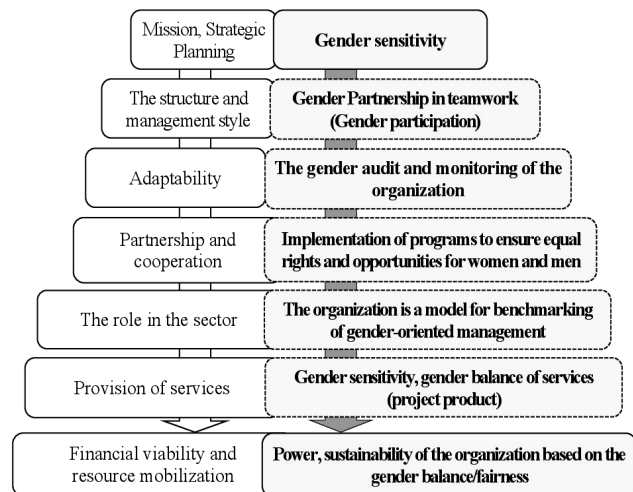 Mission, Strategic
Planning
Gender sensitivity
The structure and
management style
Gender Partnership in teamwork
(Gender participation)
Adaptability
The gender audit and monitoring of the
organization
Partnership and
cooperation
Implementation of programs to ensure equal
rights and opportunities for women and men
The role in the sector
The organization is a model for benchmarking
of gender-oriented management
Provision of services
Gender sensitivity, gender balance of services
(project product)
Financial viability and
resource mobilization
Power, sustainability of the organization based on the
gender balance/fairness